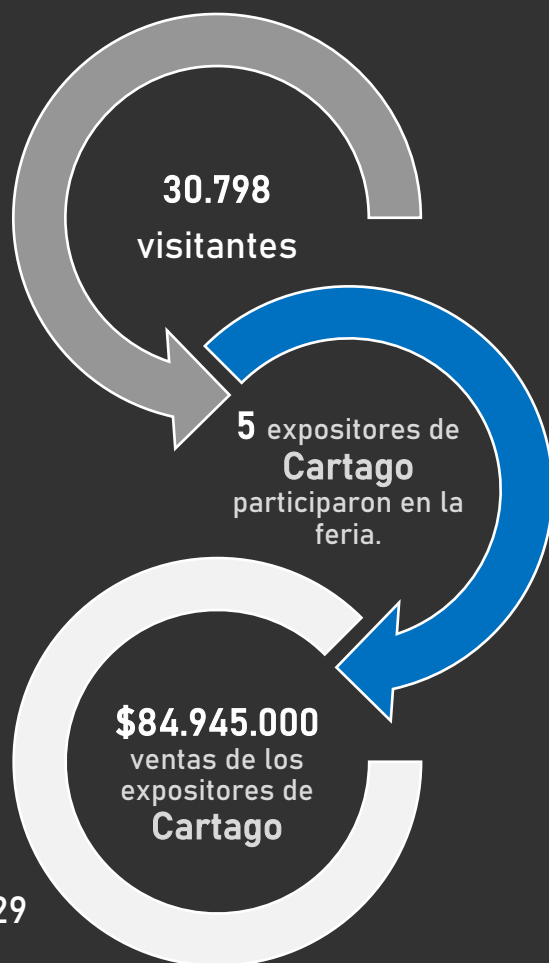 30.798
visitantes
5 expositores de
Cartago
participaron en la
feria.
$84.945.000
ventas de los
expositores de
Cartago
29